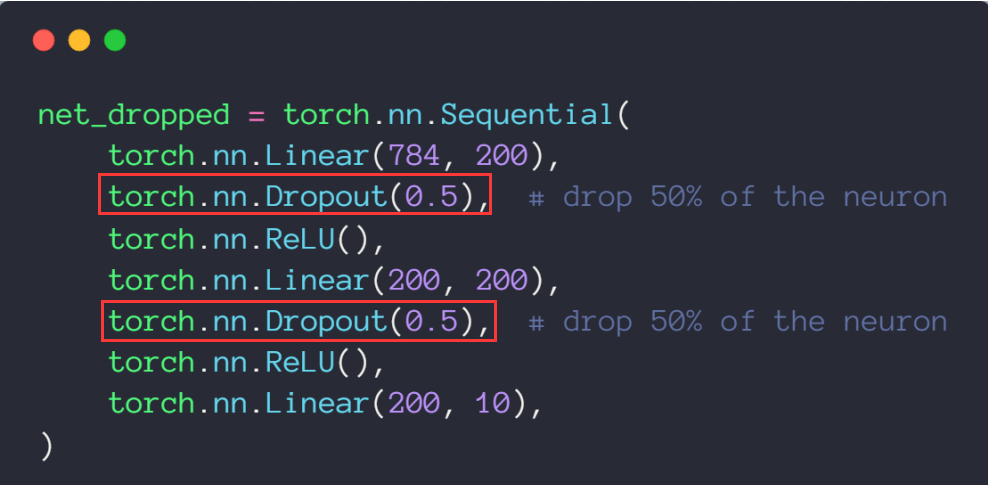 net_dropped = torch.nn.Sequential(
    torch.nn.Linear(784, 200),
    torch.nn.Dropout(0.5),  # drop 50% of the neuron
    torch.nn.ReLU(),
    torch.nn.Linear(200, 200),
    torch.nn.Dropout(0.5),  # drop 50% of the neuron
    torch.nn.ReLU(),
    torch.nn.Linear(200, 10),
)